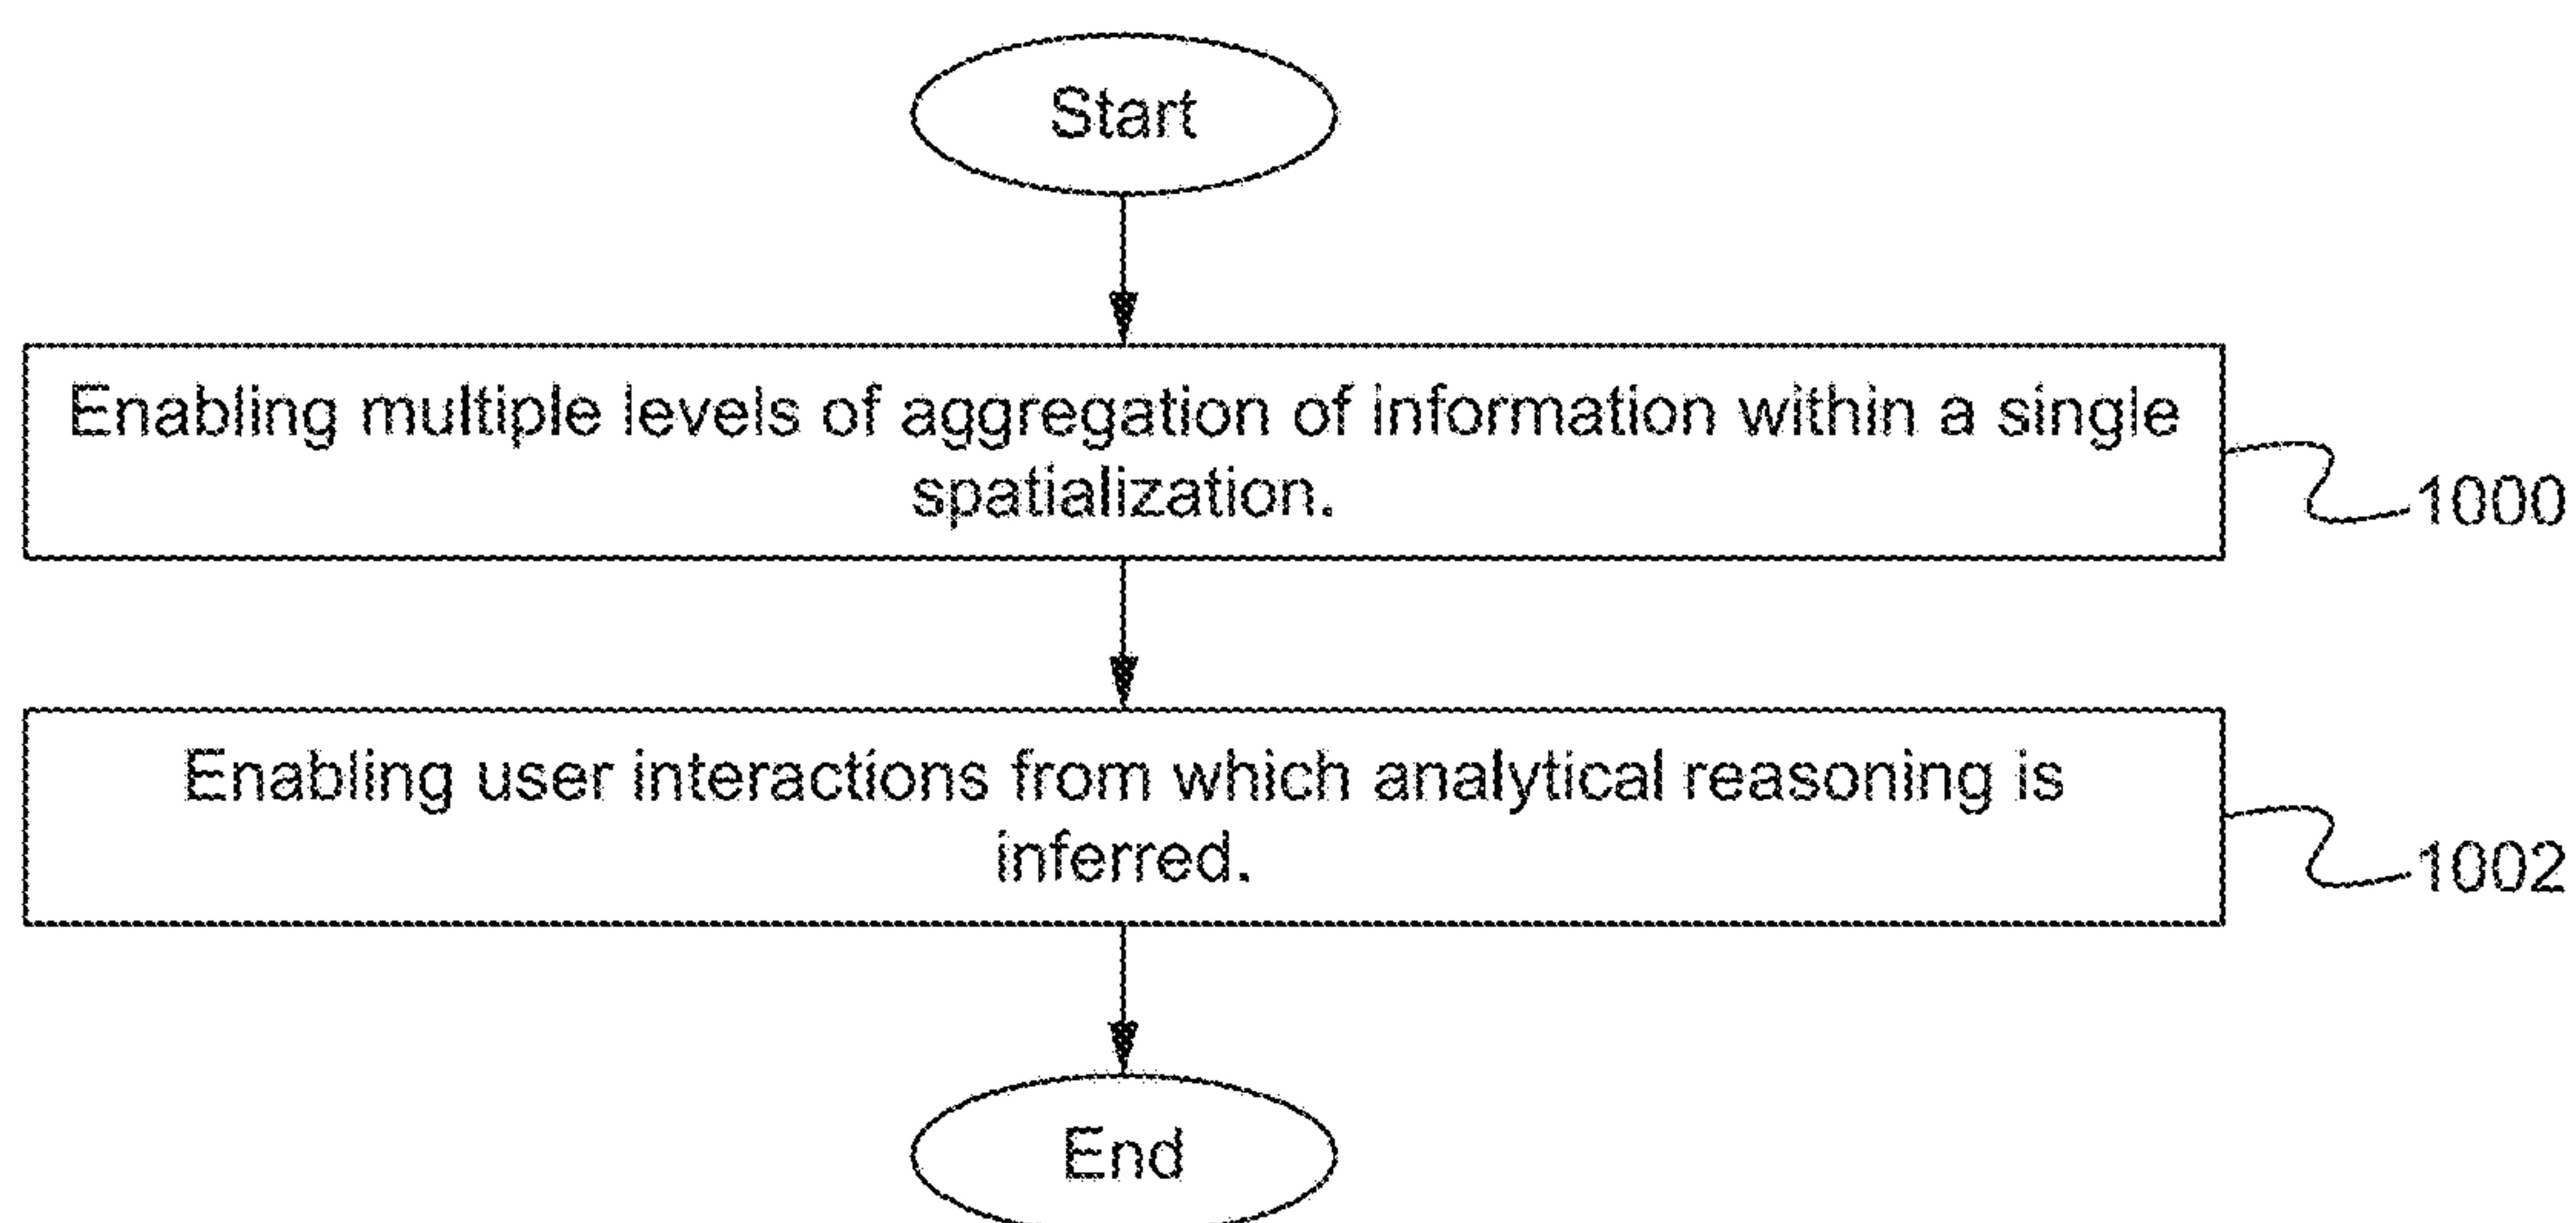 Start
Enabling multiple levels of aggregation of information within a single
spatialization.
1000
Enabling user interactions from which analytical reasoning is
inferred.
1002
End